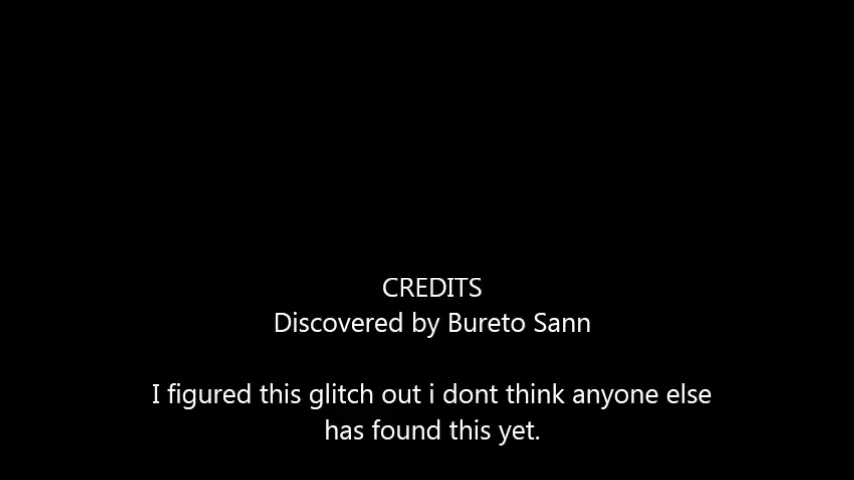 CREDITS
Discovered by Bureto Sann
I figured this glitch out i dont think anyone else
has found this yet.